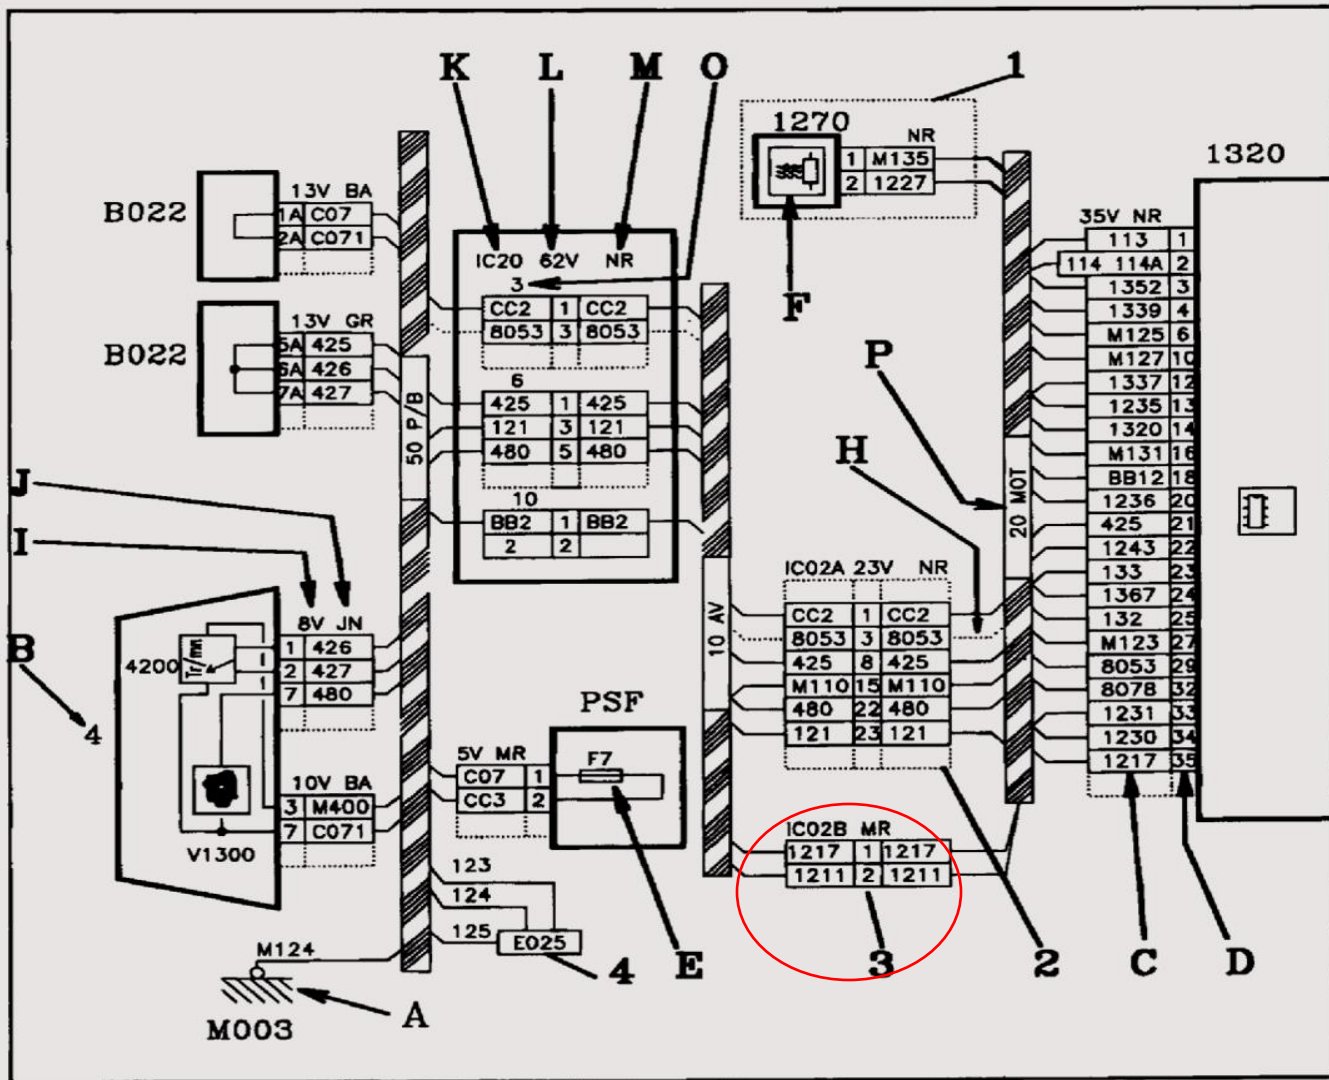 K L M O 1
1270 NR
1 M135
2 1227
F
1320
35V NR
113 1
114 114A 2
1352 3
1339 4
M125 6
M127 10
1337 12
1235 13
1320 14
M131 16
BB12 18
1236 20
425 21
1243 22
133 23
1367 24
132 25
M123 27
8053 29
8078 32
1231 33
1230 34
1217 35
B022
13V BA
1A C07
2A C071
B022
13V GR
5A 425
6A 426
7A 427
50 P/B
IC20 62V NR
3
CC2 1 CC2
8053 3 8053
6
425 1 425
121 3 121
480 5 480
10
BB2 1 BB2
2 2
P
H
20 MOT
J
I
B
4
8V JN
4200
Tr/mn
1 426
2 427
7 480
10V BA
3 M400
7 C071
V1300
10 AV
IC02A 23V NR
CC2 1 CC2
8053 3 8053
425 8 425
M110 15 M110
480 22 480
121 23 121
PSF
5V MR
C07 1
CC3 2
F7
IC02B MR
1217 1 1217
1211 2 1211
123
124
125
E025
M124
M003
A 4 E 3 2 C D